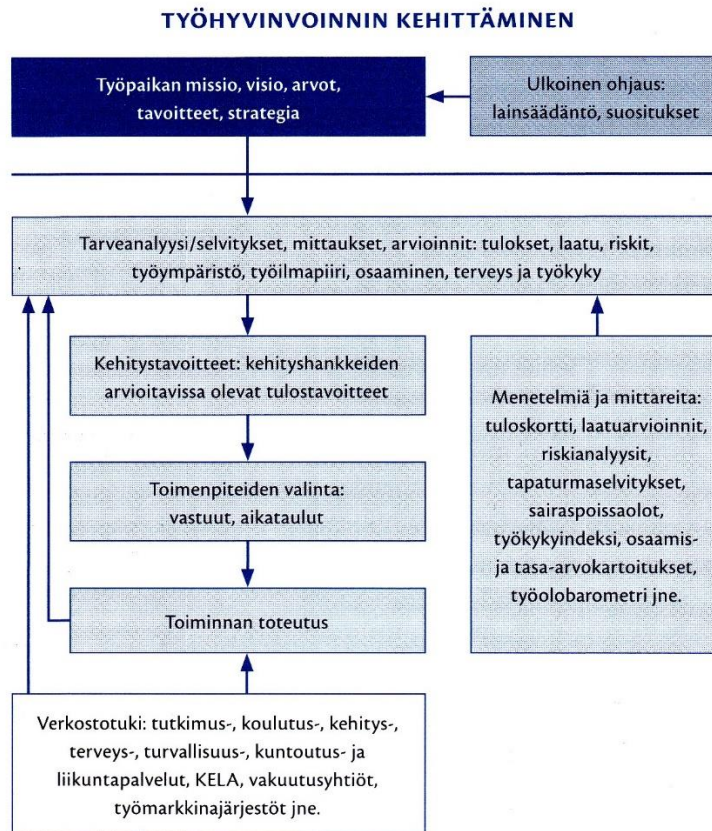 TYÖHYVINVOINNIN KEHITTÄMINEN
Työpaikan missio, visio, arvot,
tavoitteet, strategia
Ulkoinen ohjaus:
lainsäädäntö, suositukset
Tarveanalyysi/selvitykset, mittaukset, arvioinnit: tulokset, laatu, riskit,
työympäristö, työilmapiiri, osaaminen, terveys ja työkyky
Kehitystavoitteet: kehityshankkeiden
arvioitavissa olevat tulostavoitteet
Toimenpiteiden valinta:
vastuut, aikataulut
Toiminnan toteutus
Menetelmiä ja mittareita:
tuloskortti, laatuarvioinnit,
riskianalyysit,
tapaturmaselvitykset,
sairaspoissaolot,
työkykyindeksi, osaamis-
ja tasa-arvokartoitukset,
työolobarometri jne.
Verkostotuki: tutkimus-, koulutus-, kehitys-,
terveys-, turvallisuus-, kuntoutus- ja
liikuntapalvelut, KELA, vakuutusyhtiöt,
työmarkkinajärjestöt jne.